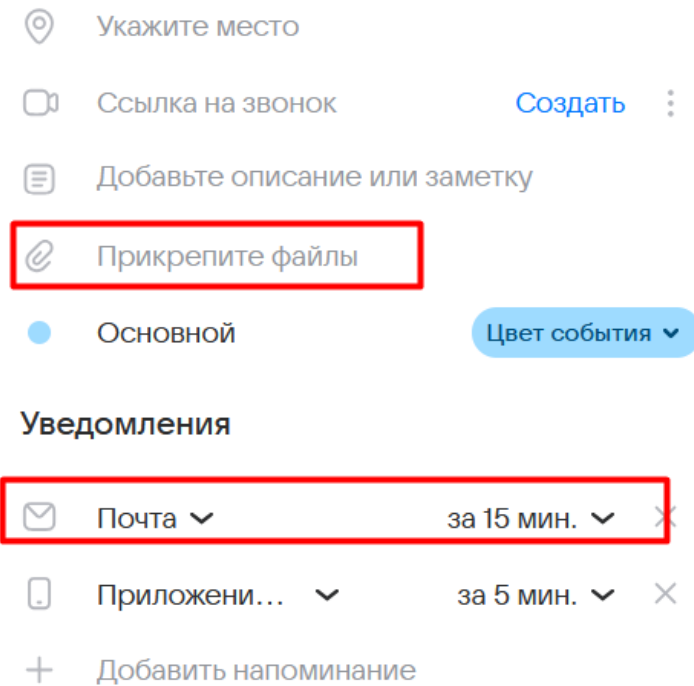 Укажите место
Ссылка на звонок Создать
Добавьте описание или заметку
Прикрепите файлы
Основной Цвет события
Уведомления
Почта за 15 мин.
Приложени... за 5 мин.
Добавить напоминание